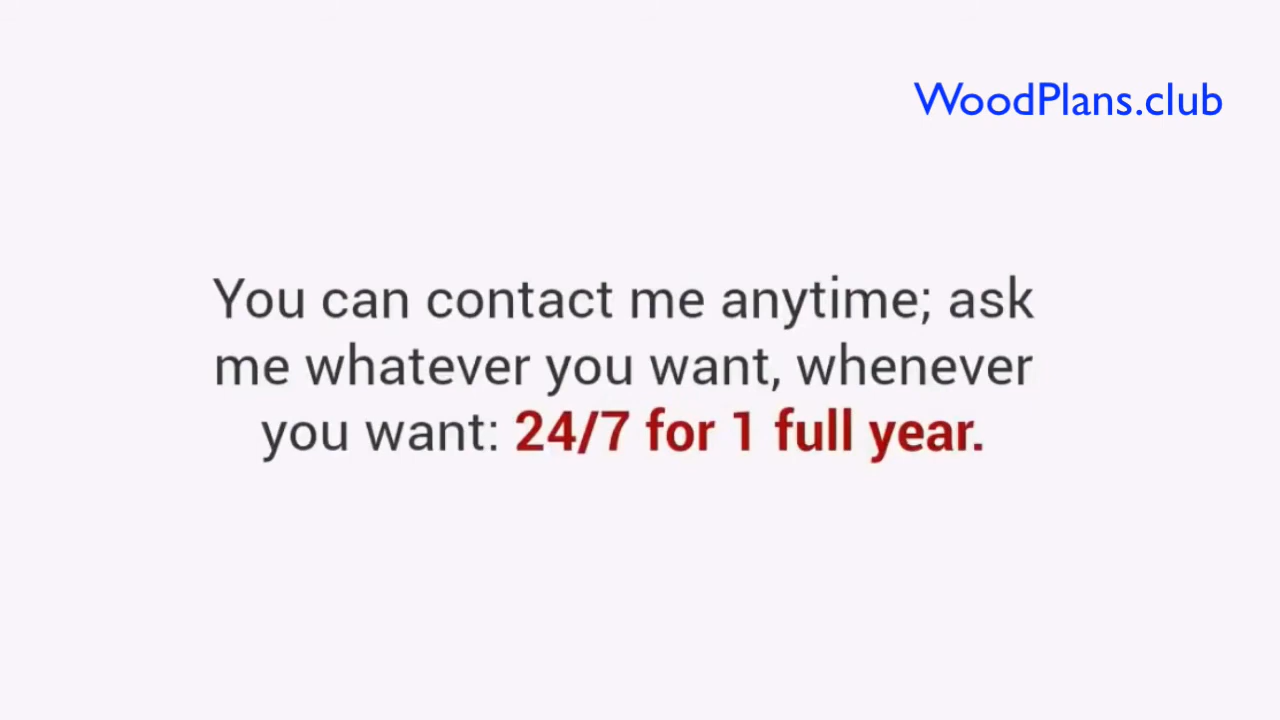 WoodPlans.club
You can contact me anytime; ask
me whatever you want, whenever
you want: 24/7 for 1 full year.